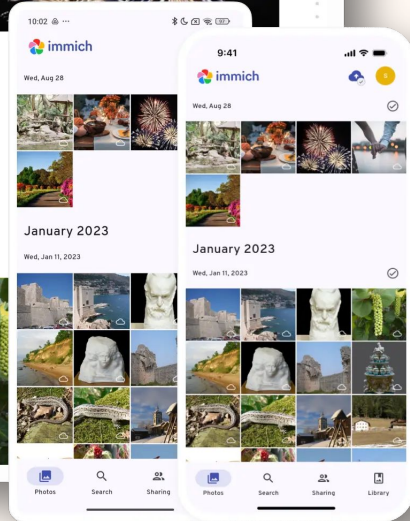 10:02
immich
Wed, Aug 28
January 2023
Wed, Jan 11, 2023
Photos
Search
Sharing
9:41
immich
S
Wed, Aug 28
January 2023
Wed, Jan 11, 2023
Photos
Search
Sharing
Library